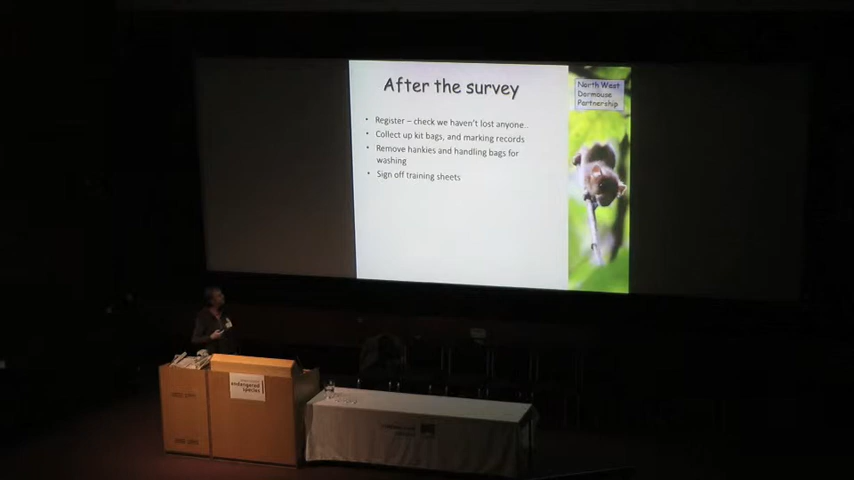 After the survey
North West
Dormouse
Partnership
• Register – check we haven't lost anyone..
• Collect up kit bags, and marking records
• Remove hankies and handling bags for
washing
• Sign off training sheets
endangered
species